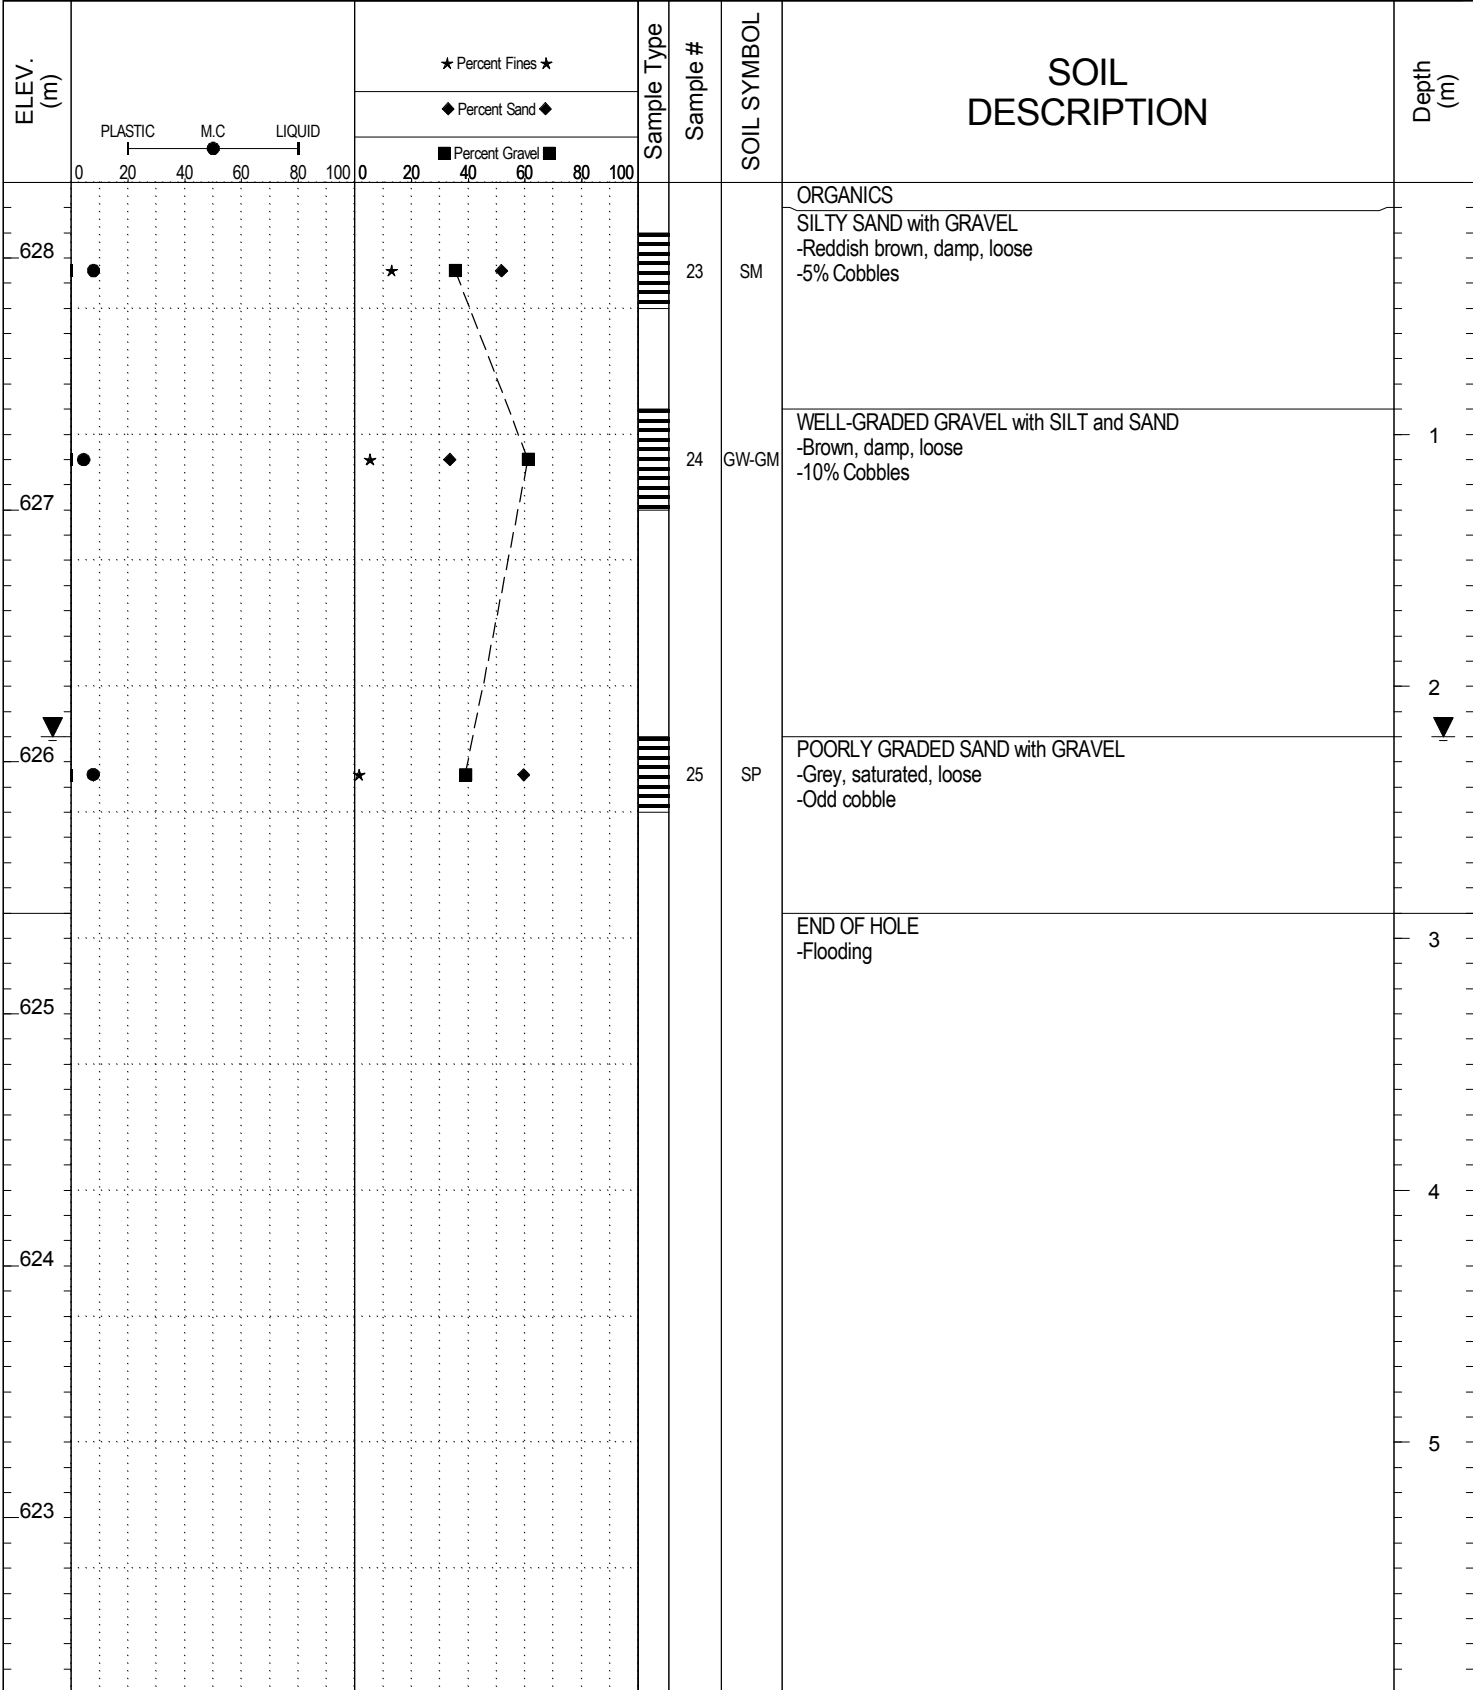 ELEV.
(m)
PLASTIC M.C LIQUID
0 20 40 60 80 100
★ Percent Fines ★
◆ Percent Sand ◆
■ Percent Gravel ■
0 20 40 60 80 100
Sample Type
Sample #
SOIL SYMBOL
SOIL
DESCRIPTION
Depth
(m)
ORGANICS
SILTY SAND with GRAVEL
-Reddish brown, damp, loose
628
23 SM -5% Cobbles
WELL-GRADED GRAVEL with SILT and SAND
1
-Brown, damp, loose
24 GW-GM -10% Cobbles
627
2
POORLY GRADED SAND with GRAVEL
626
25 SP -Grey, saturated, loose
-Odd cobble
END OF HOLE
3
-Flooding
625
4
624
5
623